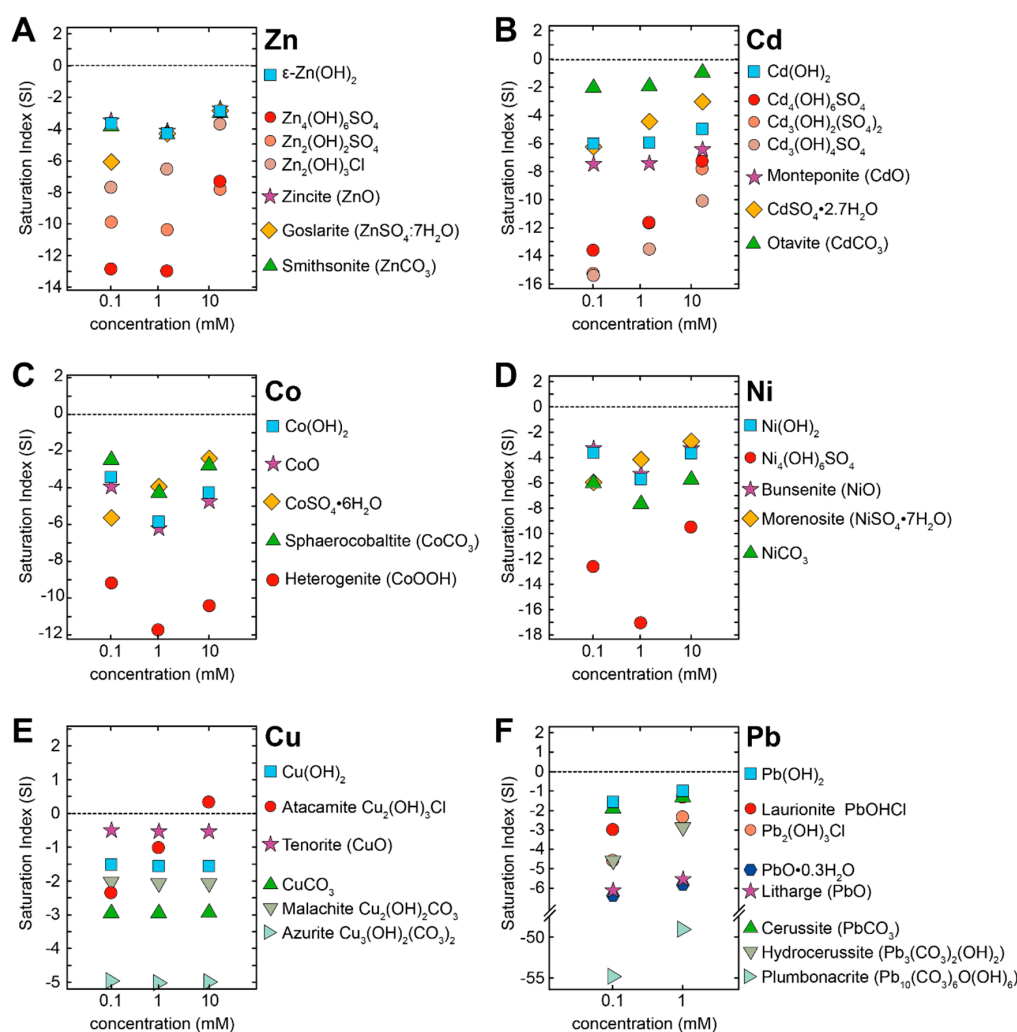 A
Zn
Saturation Index (SI)
2
0
-2
-4
-6
-8
-10
-12
-14
0.1
1
10
concentration (mM)
ε-Zn(OH)2
Zn4(OH)6SO4
Zn2(OH)2SO4
Zn2(OH)3Cl
Zincite (ZnO)
Goslarite (ZnSO4:7H2O)
Smithsonite (ZnCO3)
B
Cd
Saturation Index (SI)
2
0
-2
-4
-6
-8
-10
-12
-14
-16
0.1
1
10
concentration (mM)
Cd(OH)2
Cd4(OH)6SO4
Cd3(OH)2(SO4)2
Cd3(OH)4SO4
Monteponite (CdO)
CdSO4•2.7H2O
Otavite (CdCO3)
C
Co
Saturation Index (SI)
2
0
-2
-4
-6
-8
-10
-12
0.1
1
10
concentration (mM)
Co(OH)2
CoO
CoSO4•6H2O
Sphaerocobaltite (CoCO3)
Heterogenite (CoOOH)
D
Ni
Saturation Index (SI)
2
0
-2
-4
-6
-8
-10
-12
-14
-16
-18
0.1
1
10
concentration (mM)
Ni(OH)2
Ni4(OH)6SO4
Bunsenite (NiO)
Morenosite (NiSO4•7H2O)
NiCO3
E
Cu
Saturation Index (SI)
2
1
0
-1
-2
-3
-4
-5
0.1
1
10
concentration (mM)
Cu(OH)2
Atacamite Cu2(OH)3Cl
Tenorite (CuO)
CuCO3
Malachite Cu2(OH)2CO3
Azurite Cu3(OH)2(CO3)2
F
Pb
Saturation Index (SI)
2
1
0
-1
-2
-3
-4
-5
-6
-50
-55
0.1
1
concentration (mM)
Pb(OH)2
Laurionite PbOHCl
Pb2(OH)3Cl
PbO•0.3H2O
Litharge (PbO)
Cerussite (PbCO3)
Hydrocerussite (Pb3(CO3)2(OH)2)
Plumbonacrite (Pb10(CO3)6O(OH)6)